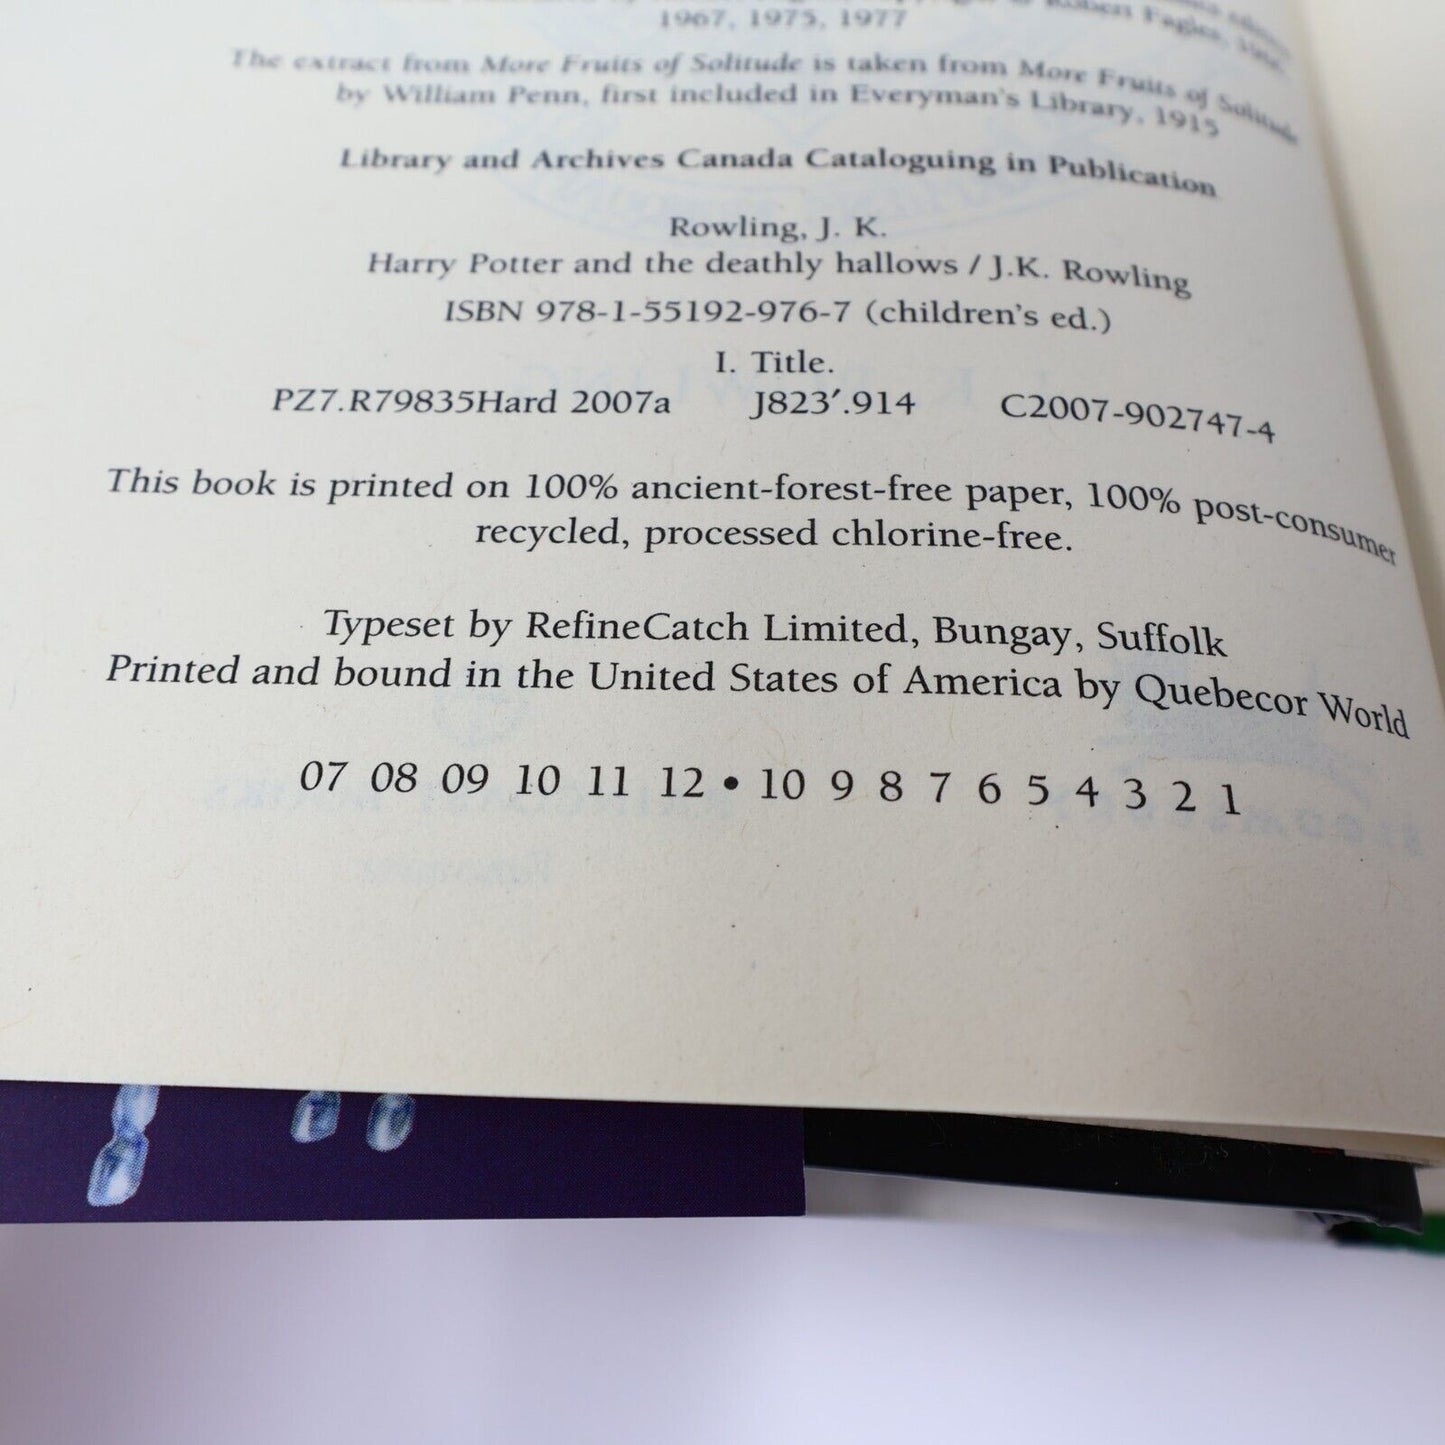 Robert Fagles,
1967, 1975, 1977
The extract from More Fruits of Solitude is taken from More Fruits of Solitude
by William Penn, first included in Everyman's Library, 1915
Library and Archives Canada Cataloguing in Publication
Rowling, J. K.
Harry Potter and the deathly hallows / J.K. Rowling
ISBN 978-1-55192-976-7 (children's ed.)
I. Title.
PZ7.R79835Hard 2007a J823′.914 C2007-902747-4
This book is printed on 100% ancient-forest-free paper, 100% post-consumer
recycled, processed chlorine-free.
Typeset by RefineCatch Limited, Bungay, Suffolk
Printed and bound in the United States of America by Quebecor World
07 08 09 10 11 12 • 10 9 8 7 6 5 4 3 2 1